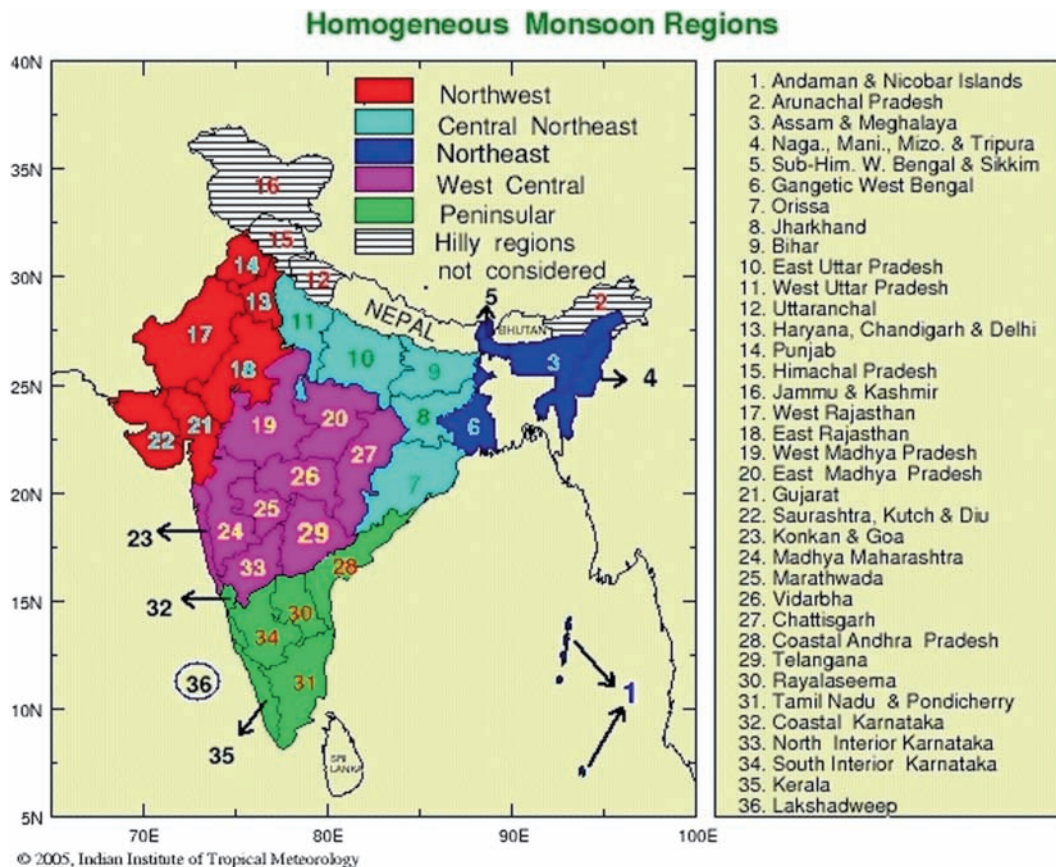 Homogeneous Monsoon Regions
40N
35N
30N
25N
20N
15N
10N
5N
70E
80E
90E
100E
Northwest
Central Northeast
Northeast
West Central
Peninsular
Hilly regions
not considered
16
15
14
12
13
NEPAL
5
BHUTAN
2
17
11
18
10
9
3
4
22
21
19
20
8
6
27
26
7
25
23
24
29
33
28
32
30
34
36
31
1
35
SRI
LANKA
1. Andaman & Nicobar Islands
2. Arunachal Pradesh
3. Assam & Meghalaya
4. Naga., Mani., Mizo. & Tripura
5. Sub-Him. W. Bengal & Sikkim
6. Gangetic West Bengal
7. Orissa
8. Jharkhand
9. Bihar
10. East Uttar Pradesh
11. West Uttar Pradesh
12. Uttaranchal
13. Haryana, Chandigarh & Delhi
14. Punjab
15. Himachal Pradesh
16. Jammu & Kashmir
17. West Rajasthan
18. East Rajasthan
19. West Madhya Pradesh
20. East Madhya Pradesh
21. Gujarat
22. Saurashtra, Kutch & Diu
23. Konkan & Goa
24. Madhya Maharashtra
25. Marathwada
26. Vidarbha
27. Chattisgarh
28. Coastal Andhra Pradesh
29. Telangana
30. Rayalaseema
31. Tamil Nadu & Pondicherry
32. Coastal Karnataka
33. North Interior Karnataka
34. South Interior Karnataka
35. Kerala
36. Lakshadweep
© 2005, Indian Institute of Tropical Meteorology